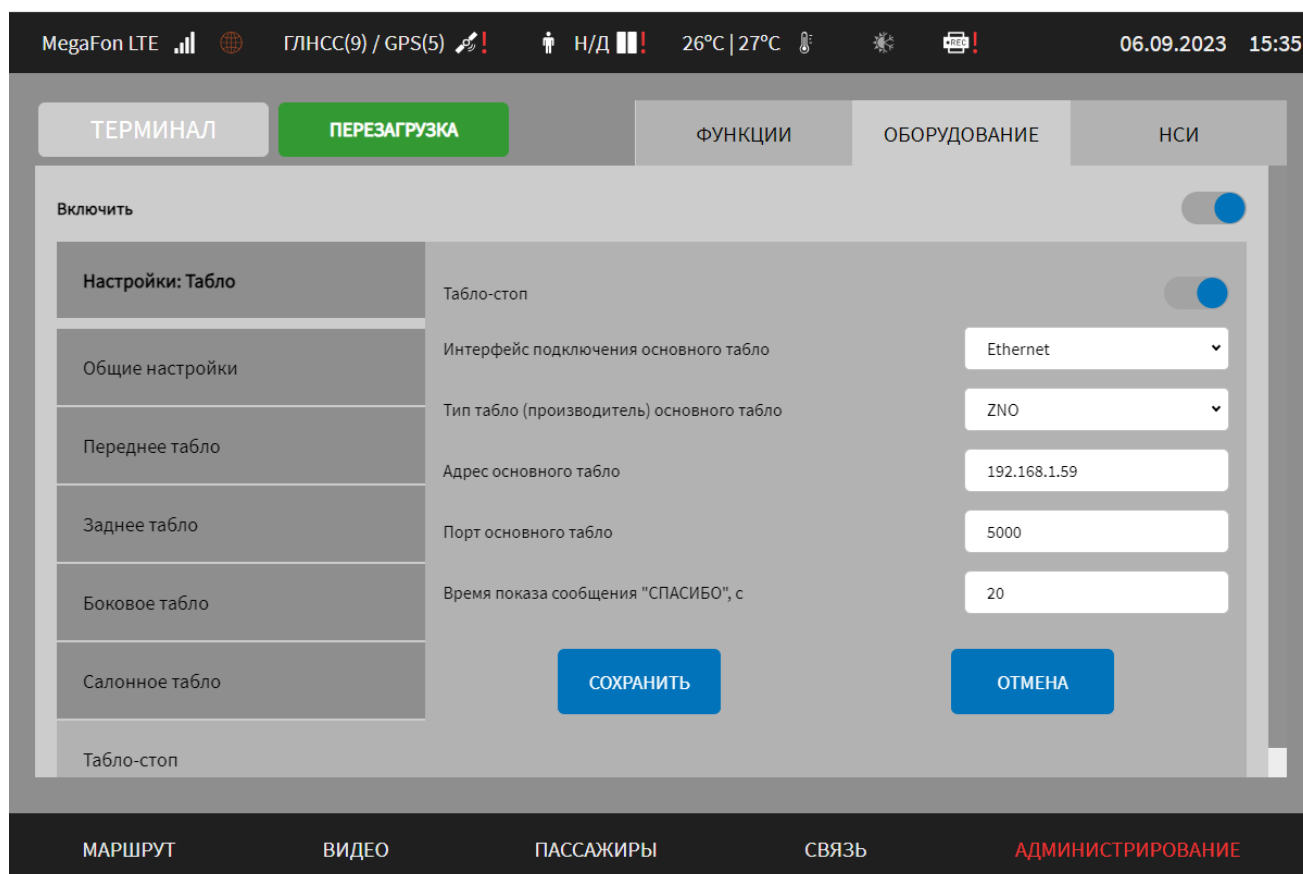 MegaFon LTE ГЛНСС(9) / GPS(5) ! Н/Д ! 26°C | 27°C REC ! 06.09.2023 15:35
ТЕРМИНАЛ ПЕРЕЗАГРУЗКА ФУНКЦИИ ОБОРУДОВАНИЕ НСИ
Включить
Настройки: Табло
Общие настройки
Переднее табло
Заднее табло
Боковое табло
Салонное табло
Табло-стоп
Табло-стоп
Интерфейс подключения основного табло Ethernet
Тип табло (производитель) основного табло ZNO
Адрес основного табло 192.168.1.59
Порт основного табло 5000
Время показа сообщения "СПАСИБО", с 20
СОХРАНИТЬ ОТМЕНА
МАРШРУТ ВИДЕО ПАССАЖИРЫ СВЯЗЬ АДМИНИСТРИРОВАНИЕ